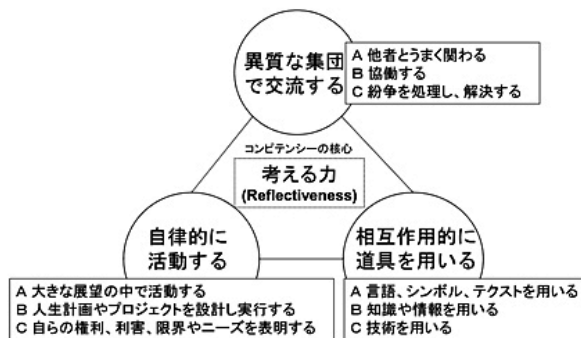 異質な集団
で交流する
A 他者とうまく関わる
B 協働する
C 紛争を処理し、解決する
コンピテンシーの核心
考える力
(Reflectiveness)
自律的に
活動する
A 大きな展望の中で活動する
B 人生計画やプロジェクトを設計し実行する
C 自らの権利、利害、限界やニーズを表明する
相互作用的に
道具を用いる
A 言語、シンボル、テクストを用いる
B 知識や情報を用いる
C 技術を用いる